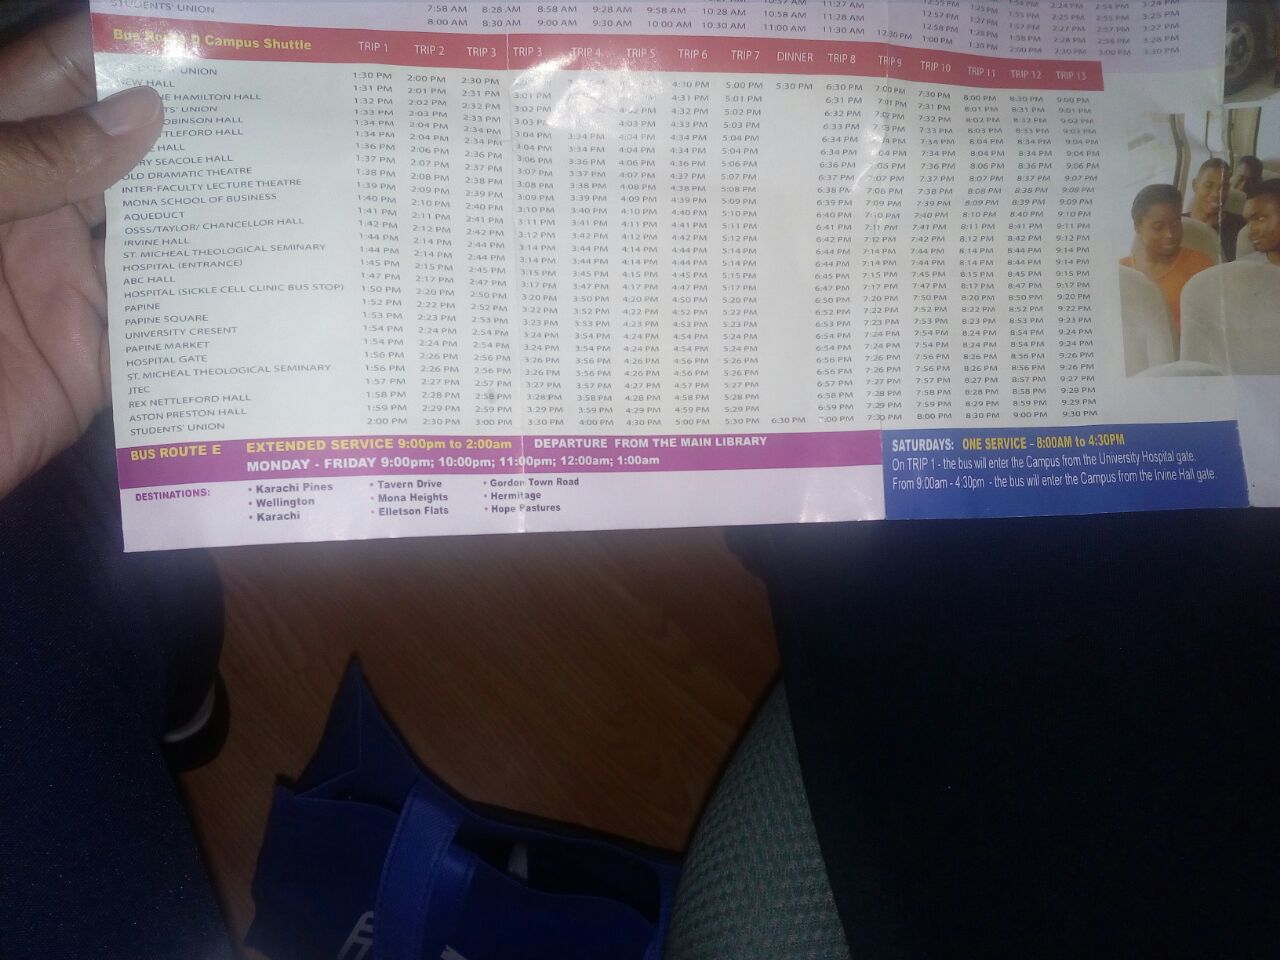 STUDENTS' UNION 7:58 AM 8:28 AM 8:58 AM 9:28 AM 9:58 AM 10:28 AM 10:58 AM 11:28 AM
8:00 AM 8:30 AM 9:00 AM 9:30 AM 10:00 AM 10:30 AM 11:00 AM 11:30 AM 12:30 PM 1:00 PM 1:30 PM 2:00 PM 2:30 PM 3:00 PM 3:30 PM
Bus Campus Shuttle TRIP 1 TRIP 2 TRIP 3 TRIP 3 TRIP 4 TRIP 5 TRIP 6 TRIP 7 DINNER TRIP 8 TRIP 9 TRIP 10 TRIP 11 TRIP 12 TRIP 13
UNION 1:30 PM 2:00 PM 2:30 PM 4:30 PM 5:00 PM 5:30 PM 6:30 PM 7:00 PM 7:30 PM 8:00 PM 8:30 PM 9:00 PM
NEW HALL 1:31 PM 2:01 PM 2:31 PM 3:01 PM 4:31 PM 5:01 PM 6:31 PM 7:01 PM 7:31 PM 8:01 PM 8:31 PM 9:01 PM
HAMILTON HALL 1:32 PM 2:02 PM 2:32 PM 3:02 PM 4:32 PM 5:02 PM 6:32 PM 7:02 PM 7:32 PM 8:02 PM 8:32 PM 9:02 PM
UNION 1:33 PM 2:03 PM 2:33 PM 3:03 PM 4:03 PM 4:33 PM 5:03 PM 6:33 PM 7:03 PM 7:33 PM 8:03 PM 8:33 PM 9:03 PM
HALL 1:34 PM 2:04 PM 2:34 PM 3:04 PM 3:34 PM 4:04 PM 4:34 PM 5:04 PM 6:34 PM 7:34 PM 8:04 PM 8:34 PM 9:04 PM
HALL 1:34 PM 2:04 PM 2:34 PM 3:04 PM 3:34 PM 4:04 PM 4:34 PM 5:04 PM 6:34 PM 7:34 PM 8:04 PM 8:34 PM 9:04 PM
HALL 1:36 PM 2:06 PM 2:36 PM 3:06 PM 3:36 PM 4:06 PM 4:36 PM 5:06 PM 6:36 PM 7:36 PM 8:06 PM 8:36 PM 9:06 PM
SEACOLE HALL 1:37 PM 2:07 PM 2:37 PM 3:07 PM 3:37 PM 4:07 PM 4:37 PM 5:07 PM 6:37 PM 7:07 PM 7:37 PM 8:07 PM 8:37 PM 9:07 PM
OLD DRAMATIC THEATRE 1:38 PM 2:08 PM 2:38 PM 3:08 PM 3:38 PM 4:08 PM 4:38 PM 5:08 PM 6:38 PM 7:08 PM 7:38 PM 8:08 PM 8:38 PM 9:08 PM
INTER-FACULTY LECTURE THEATRE 1:39 PM 2:09 PM 2:39 PM 3:09 PM 3:39 PM 4:09 PM 4:39 PM 5:09 PM 6:39 PM 7:09 PM 7:39 PM 8:09 PM 8:39 PM 9:09 PM
MONA SCHOOL OF BUSINESS 1:40 PM 2:10 PM 2:40 PM 3:10 PM 3:40 PM 4:10 PM 4:40 PM 5:10 PM 6:40 PM 7:10 PM 7:40 PM 8:10 PM 8:40 PM 9:10 PM
AQUEDUCT 1:41 PM 2:11 PM 2:41 PM 3:11 PM 3:41 PM 4:11 PM 4:41 PM 5:11 PM 6:41 PM 7:11 PM 7:41 PM 8:11 PM 8:41 PM 9:11 PM
OSSS/TAYLOR/ CHANCELLOR HALL 1:42 PM 2:12 PM 2:42 PM 3:12 PM 3:42 PM 4:12 PM 4:42 PM 5:12 PM 6:42 PM 7:12 PM 7:42 PM 8:12 PM 8:42 PM 9:12 PM
IRVINE HALL 1:44 PM 2:14 PM 2:44 PM 3:14 PM 3:44 PM 4:14 PM 4:44 PM 5:14 PM 6:44 PM 7:14 PM 7:44 PM 8:14 PM 8:44 PM 9:14 PM
ST. MICHEAL THEOLOGICAL SEMINARY 1:44 PM 2:14 PM 2:44 PM 3:14 PM 3:44 PM 4:14 PM 4:44 PM 5:14 PM 6:44 PM 7:14 PM 7:44 PM 8:14 PM 8:44 PM 9:14 PM
HOSPITAL (ENTRANCE) 1:45 PM 2:15 PM 2:45 PM 3:15 PM 3:45 PM 4:15 PM 4:45 PM 5:15 PM 6:45 PM 7:15 PM 7:45 PM 8:15 PM 8:45 PM 9:15 PM
ABC HALL 1:47 PM 2:17 PM 2:47 PM 3:17 PM 3:47 PM 4:17 PM 4:47 PM 5:17 PM 6:47 PM 7:17 PM 7:47 PM 8:17 PM 8:47 PM 9:17 PM
HOSPITAL (SICKLE CELL CLINIC BUS STOP) 1:50 PM 2:20 PM 2:50 PM 3:20 PM 3:50 PM 4:20 PM 4:50 PM 5:20 PM 6:50 PM 7:20 PM 7:50 PM 8:20 PM 8:50 PM 9:20 PM
PAPINE 1:52 PM 2:22 PM 2:52 PM 3:22 PM 3:52 PM 4:22 PM 4:52 PM 5:22 PM 6:52 PM 7:22 PM 7:52 PM 8:22 PM 8:52 PM 9:22 PM
PAPINE SQUARE 1:53 PM 2:23 PM 2:53 PM 3:23 PM 3:53 PM 4:23 PM 4:53 PM 5:23 PM 6:53 PM 7:23 PM 7:53 PM 8:23 PM 8:53 PM 9:23 PM
UNIVERSITY CRESENT 1:54 PM 2:24 PM 2:54 PM 3:24 PM 3:54 PM 4:24 PM 4:54 PM 5:24 PM 6:54 PM 7:24 PM 7:54 PM 8:24 PM 8:54 PM 9:24 PM
PAPINE MARKET 1:54 PM 2:24 PM 2:54 PM 3:24 PM 3:54 PM 4:24 PM 4:54 PM 5:24 PM 6:54 PM 7:24 PM 7:54 PM 8:24 PM 8:54 PM 9:24 PM
HOSPITAL GATE 1:56 PM 2:26 PM 2:56 PM 3:26 PM 3:56 PM 4:26 PM 4:56 PM 5:26 PM 6:56 PM 7:26 PM 7:56 PM 8:26 PM 8:56 PM 9:26 PM
ST. MICHEAL THEOLOGICAL SEMINARY 1:56 PM 2:26 PM 2:56 PM 3:26 PM 3:56 PM 4:26 PM 4:56 PM 5:26 PM 6:56 PM 7:26 PM 7:56 PM 8:26 PM 8:56 PM 9:26 PM
JTEC 1:57 PM 2:27 PM 2:57 PM 3:27 PM 3:57 PM 4:27 PM 4:57 PM 5:27 PM 6:57 PM 7:27 PM 7:57 PM 8:27 PM 8:57 PM 9:27 PM
REX NETTLEFORD HALL 1:58 PM 2:28 PM 2:58 PM 3:28 PM 3:58 PM 4:28 PM 4:58 PM 5:28 PM 6:58 PM 7:28 PM 7:58 PM 8:28 PM 8:58 PM 9:28 PM
ASTON PRESTON HALL 1:59 PM 2:29 PM 2:59 PM 3:29 PM 3:59 PM 4:29 PM 4:59 PM 5:29 PM 6:59 PM 7:29 PM 7:59 PM 8:29 PM 8:59 PM 9:29 PM
STUDENTS' UNION 2:00 PM 2:30 PM 3:00 PM 3:30 PM 4:00 PM 4:30 PM 5:00 PM 5:30 PM 6:30 PM 7:00 PM 7:30 PM 8:00 PM 8:30 PM 9:00 PM 9:30 PM
BUS ROUTE E EXTENDED SERVICE 9:00pm to 2:00am DEPARTURE FROM THE MAIN LIBRARY
MONDAY - FRIDAY 9:00pm; 10:00pm; 11:00pm; 12:00am; 1:00am
DESTINATIONS: • Karachi Pines • Tavern Drive • Gordon Town Road
• Wellington • Mona Heights • Hermitage
• Karachi • Elletson Flats • Hope Pastures
SATURDAYS: ONE SERVICE - 8:00AM to 4:30PM
On TRIP 1 - the bus will enter the Campus from the University Hospital gate.
From 9:00am - 4:30pm - the bus will enter the Campus from the Irvine Hall gate.